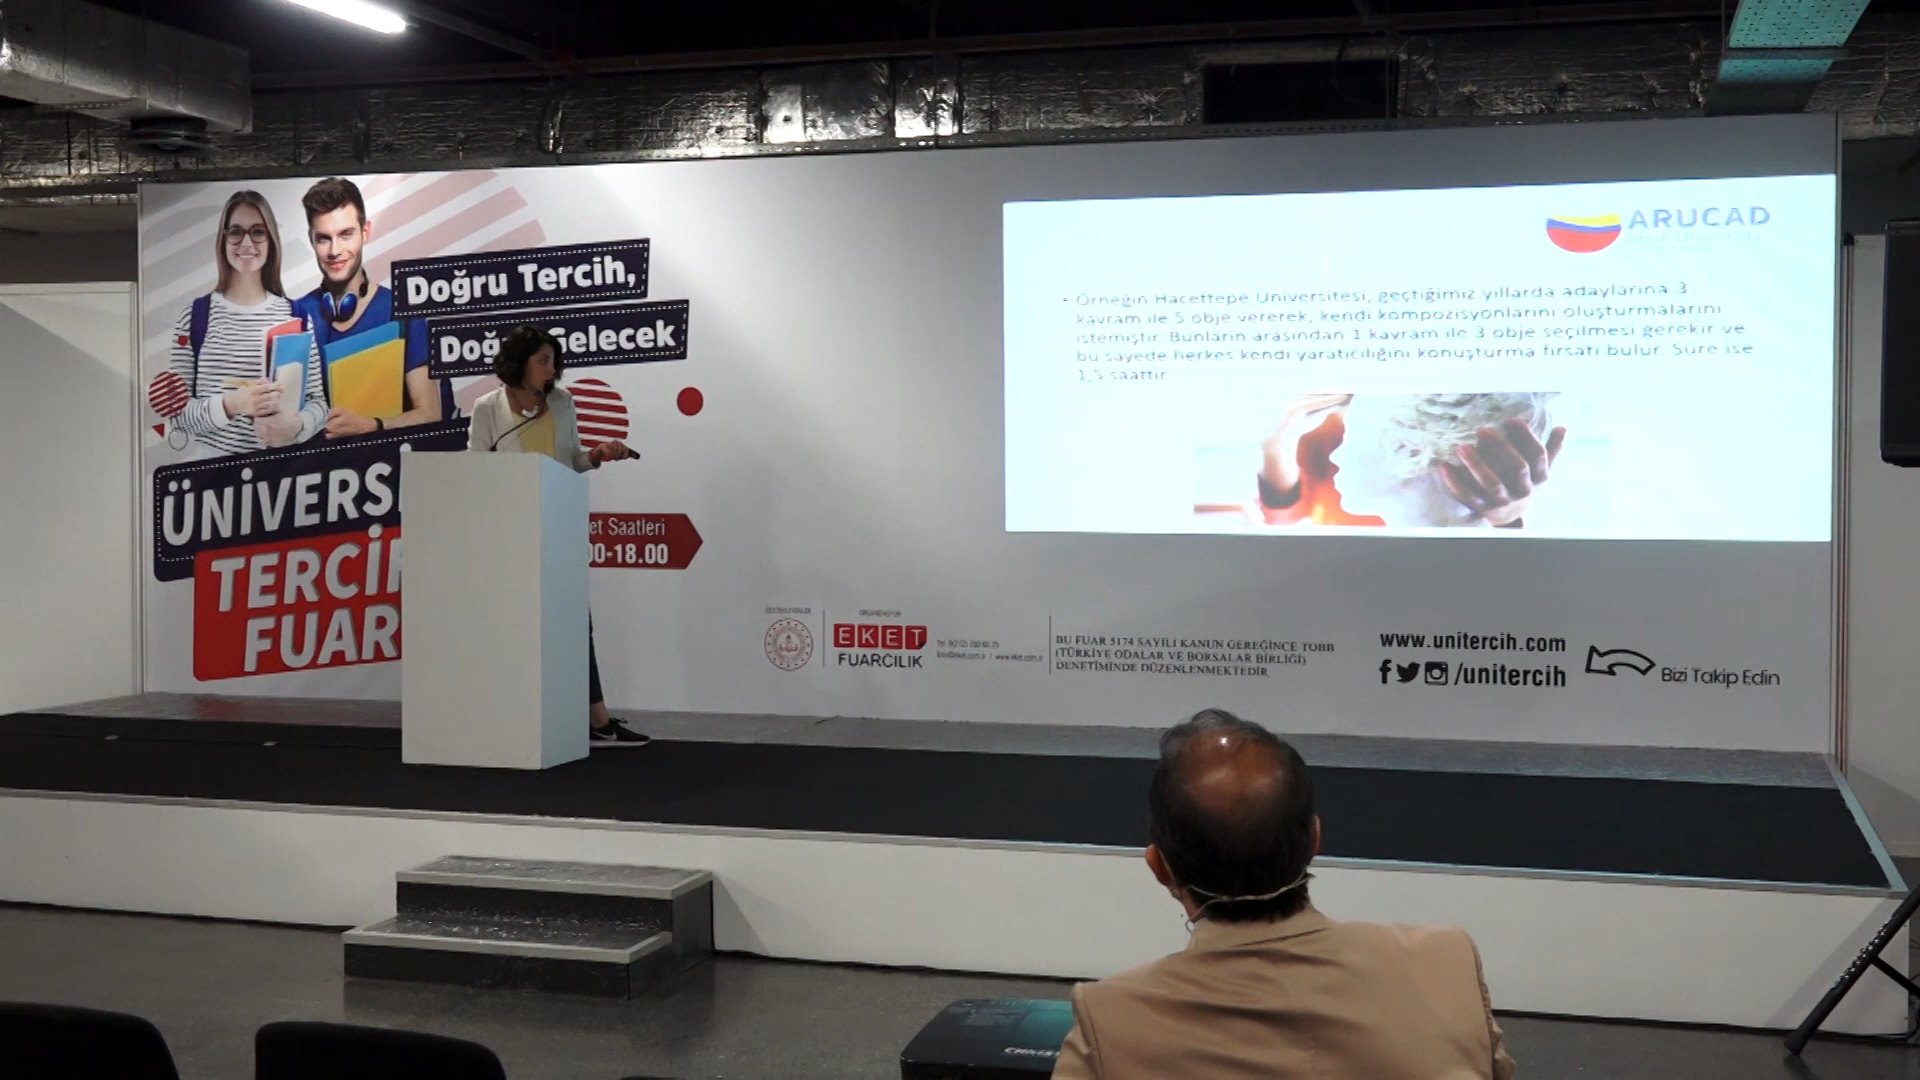 Doğru Tercih,
Gelecek
TERCİ
FUAR
et Saatleri
00-18.00
ARUCAD
• Örneğin Hacettepe Üniversitesi, geçtiğimiz yıllarda adaylarına 3
kavram ile 5 obje vererek, kendi kompozisyonlarını oluşturmalarını
istemiştir. Bunların arasından 1 kavram ile 3 obje seçilmesi gerekir ve
bu sayede herkes kendi yaratıcılığını konuşturma fırsatı bulur. Süre ise
1,5 saattir.
EKET
FUARCILIK
BU FUAR 5174 SAYILI KANUN GEREĞİNCE TOBB
(TÜRKİYE ODALAR VE BORSALAR BİRLİĞİ)
DENETİMİNDE DÜZENLENMEKTEDİR
www.unitercih.com
/unitercih
Bizi Takip Edin